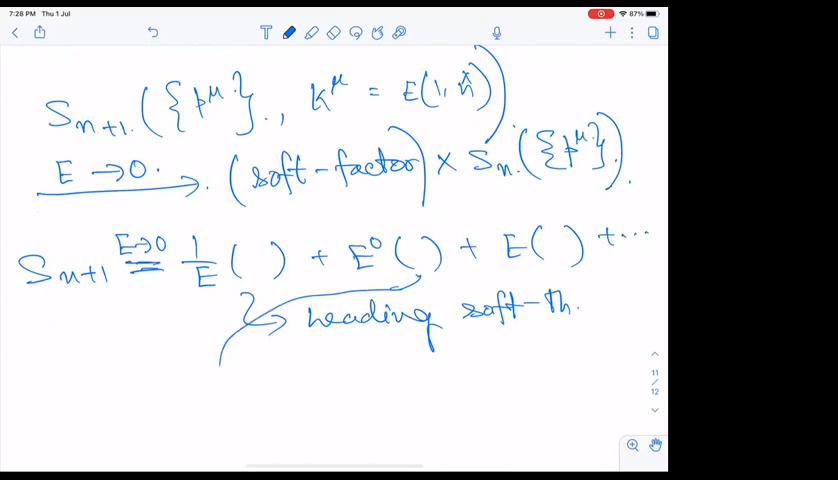 7:28 PM Thu 1 Jul
87%
S_{n+1}({p^μ}, K^μ = E(1, n̂))
E → 0 → (soft-factor) × S_n({p^μ}).
S_{n+1} E→0 = 1/E ( ) + E^0 ( ) + E ( ) + ...
↳ Leading soft-th.
11
/
12